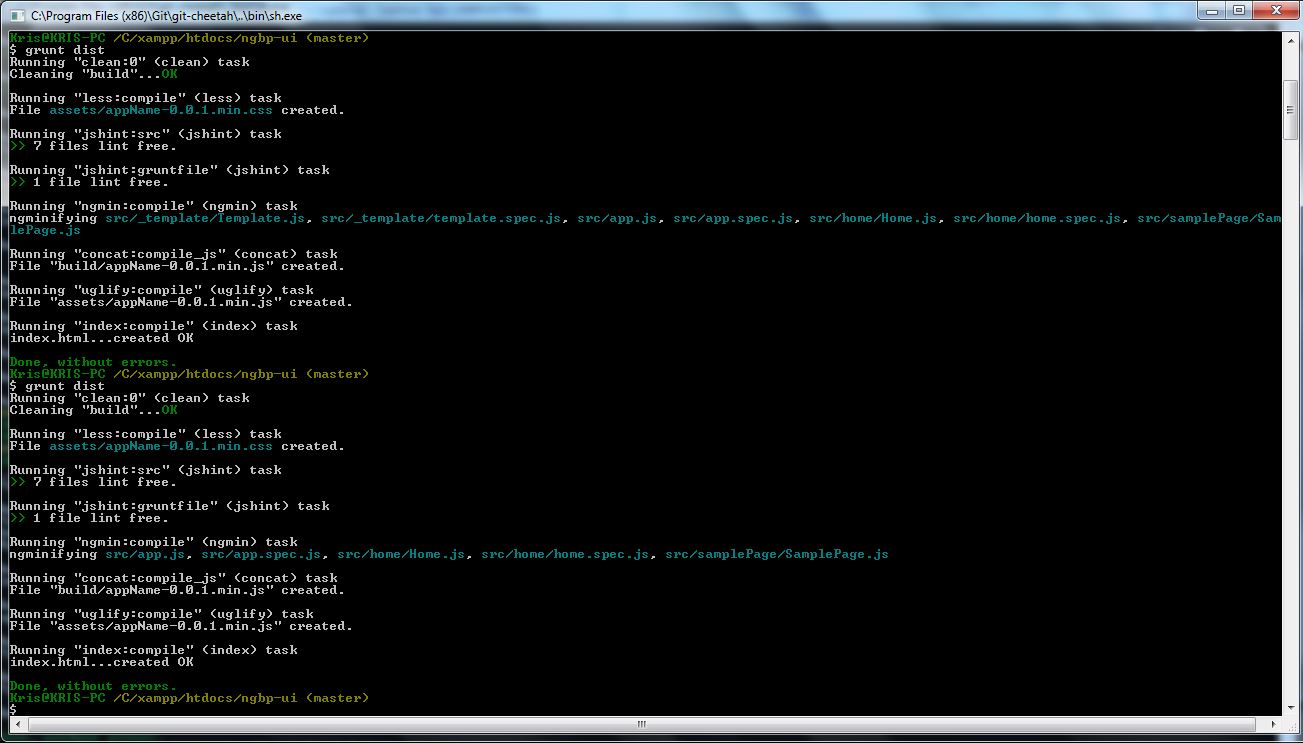 C:\Program Files (x86)\Git\git-cheetah\..\bin\sh.exe
Kris@KRIS-PC /C/xampp/htdocs/ngbp-ui (master)
$ grunt dist
Running "clean:0" (clean) task
Cleaning "build"...OK
Running "less:compile" (less) task
File assets/appName-0.0.1.min.css created.
Running "jshint:src" (jshint) task
>> 7 files lint free.
Running "jshint:gruntfile" (jshint) task
>> 1 file lint free.
Running "ngmin:compile" (ngmin) task
ngminifying src/_template/Template.js, src/_template/template.spec.js, src/app.js, src/app.spec.js, src/home/Home.js, src/home/home.spec.js, src/samplePage/Sam
lePage.js
Running "concat:compile_js" (concat) task
File "build/appName-0.0.1.min.js" created.
Running "uglify:compile" (uglify) task
File "assets/appName-0.0.1.min.js" created.
Running "index:compile" (index) task
index.html...created OK
Done, without errors.
Kris@KRIS-PC /C/xampp/htdocs/ngbp-ui (master)
$ grunt dist
Running "clean:0" (clean) task
Cleaning "build"...OK
Running "less:compile" (less) task
File assets/appName-0.0.1.min.css created.
Running "jshint:src" (jshint) task
>> 7 files lint free.
Running "jshint:gruntfile" (jshint) task
>> 1 file lint free.
Running "ngmin:compile" (ngmin) task
ngminifying src/app.js, src/app.spec.js, src/home/Home.js, src/home/home.spec.js, src/samplePage/SamplePage.js
Running "concat:compile_js" (concat) task
File "build/appName-0.0.1.min.js" created.
Running "uglify:compile" (uglify) task
File "assets/appName-0.0.1.min.js" created.
Running "index:compile" (index) task
index.html...created OK
Done, without errors.
Kris@KRIS-PC /C/xampp/htdocs/ngbp-ui (master)
$